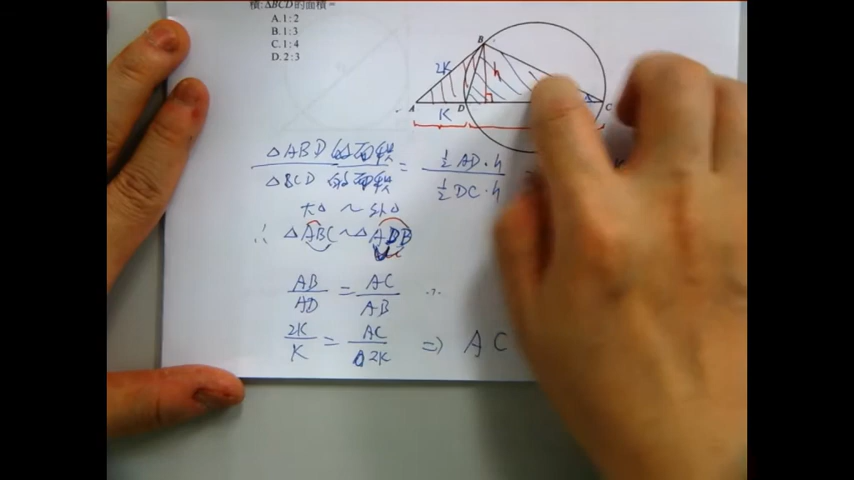 積:△BCD的面積=
A.1:2
B.1:3
C.1:4
D.2:3
B
2K
h
A
D
C
K
△ABD的面積
△BCD的面積
=
½AD·h
½DC·h
大△ ~ 小△
∴ △ABC~△ADB
AB/AD = AC/AB
2K/K = AC/2K ⇒ AC